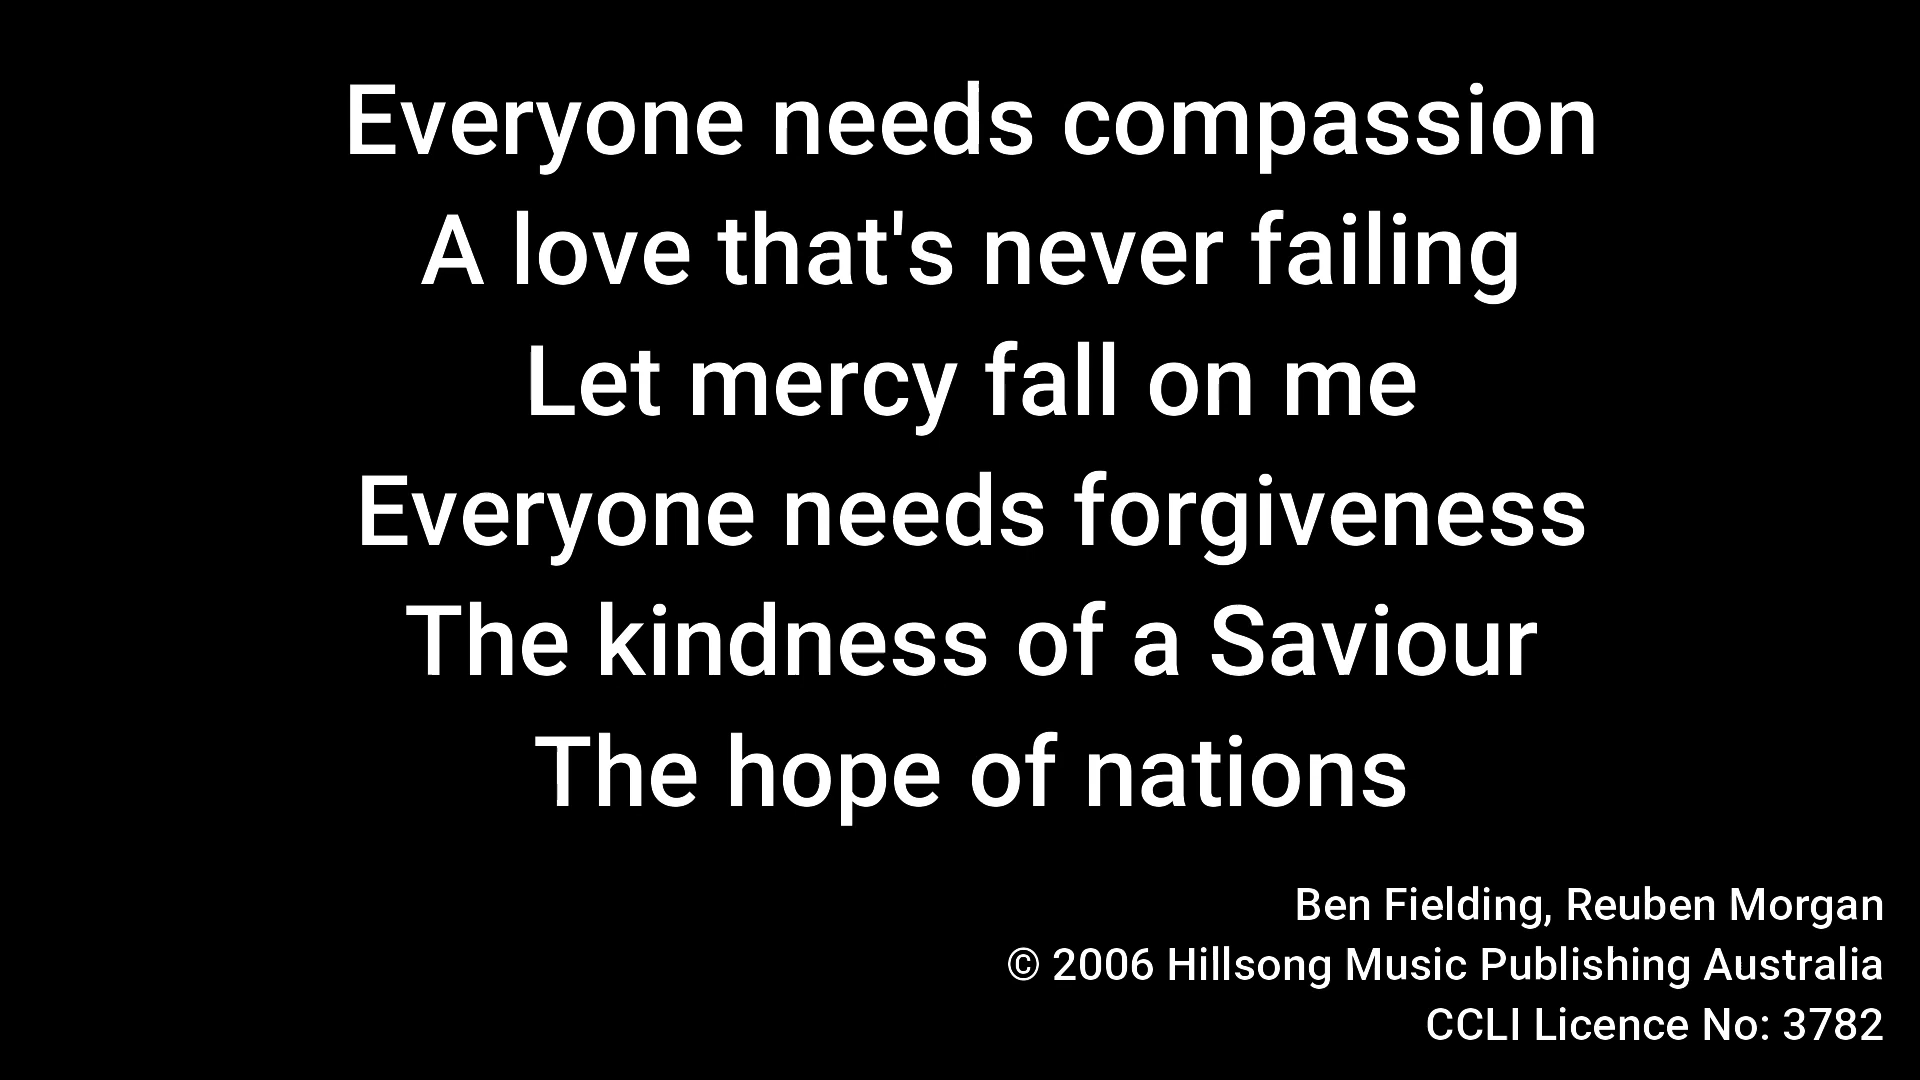 Everyone needs compassion
A love that's never failing
Let mercy fall on me
Everyone needs forgiveness
The kindness of a Saviour
The hope of nations
Ben Fielding, Reuben Morgan
© 2006 Hillsong Music Publishing Australia
CCLI Licence No: 3782